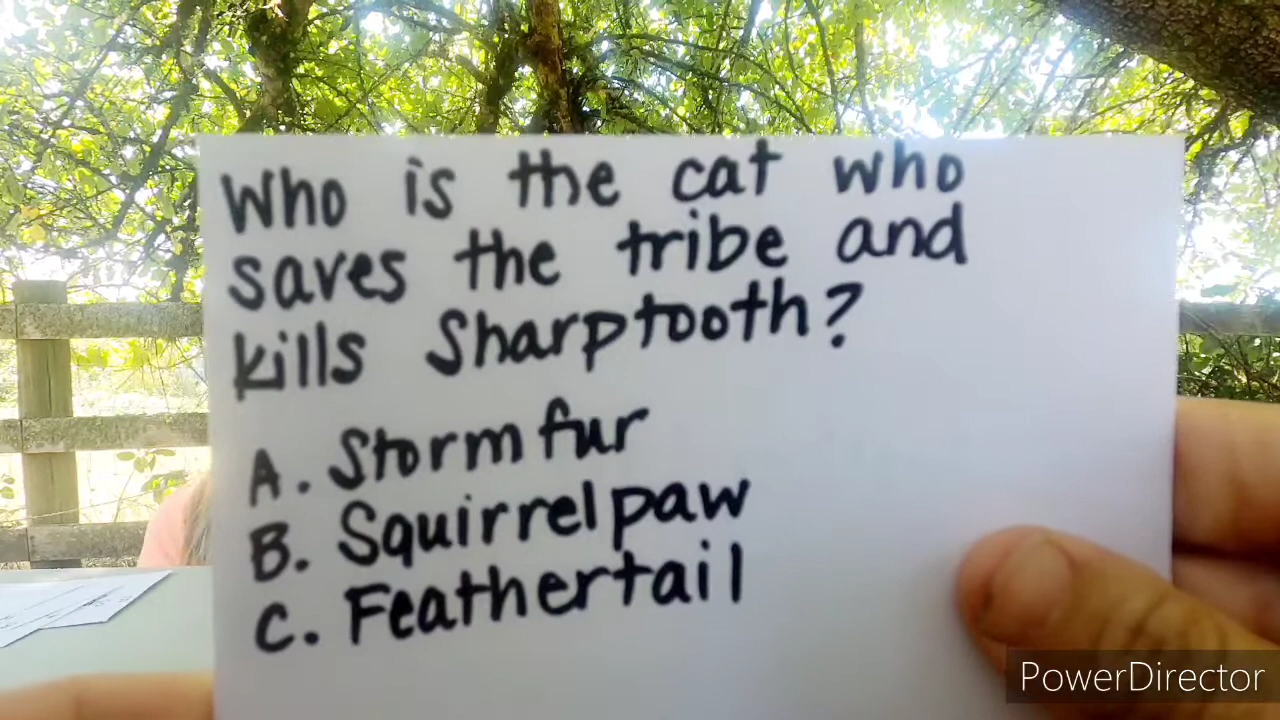 Who is the cat who
saves the tribe and
kills Sharptooth?
A. Stormfur
B. Squirrelpaw
C. Feathertail
PowerDirector